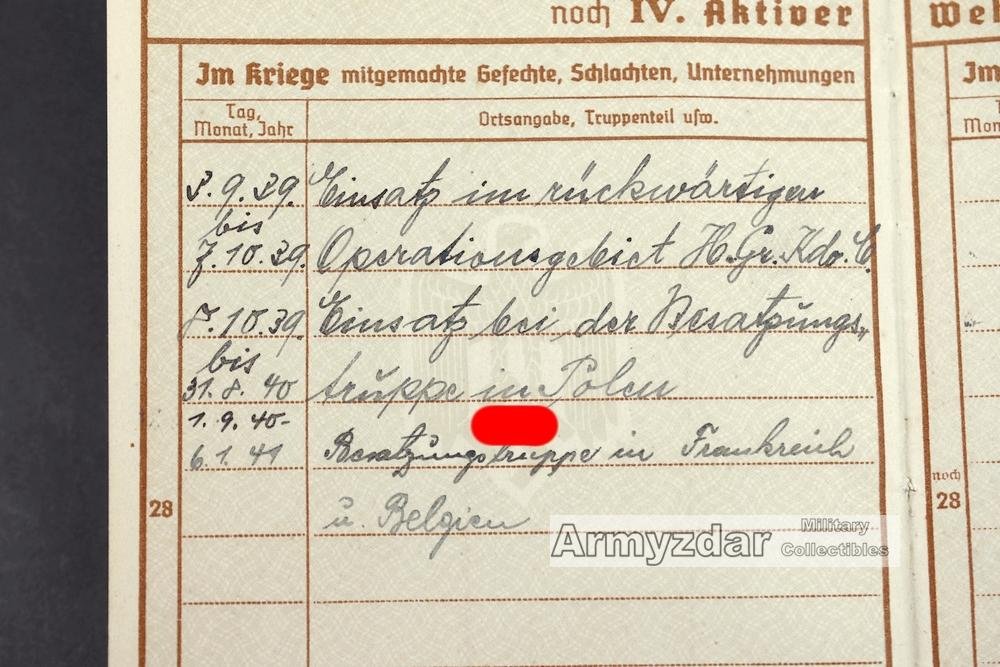 noch IV. Aktiver
Im Kriege mitgemachte Gefechte, Schlachten, Unternehmungen
Tag, Monat, Jahr
Ortsangabe, Truppenteil usw.
3.9.39. Einsatz im rückwärtigen
bis
7.10.39. Operationsgebiet H.Gr.Kdo.C.
8.10.39. Einsatz bei der Besatzungs„
bis
31.8.40 truppe in Polen
1.9.40-
6.1.41 Besatzungstruppe in Frankreich
28
u. Belgien
noch
28
Armyzdar Military Collectibles